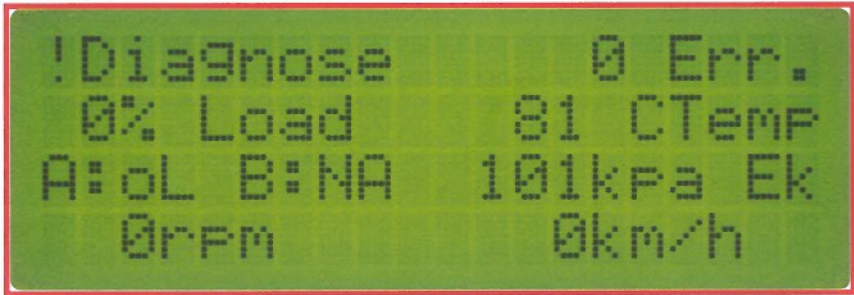 !Diagnose 0 Err.
0% Load 81 CTemp
A:oL B:NA 101kpa Ek
0rpm 0km/h